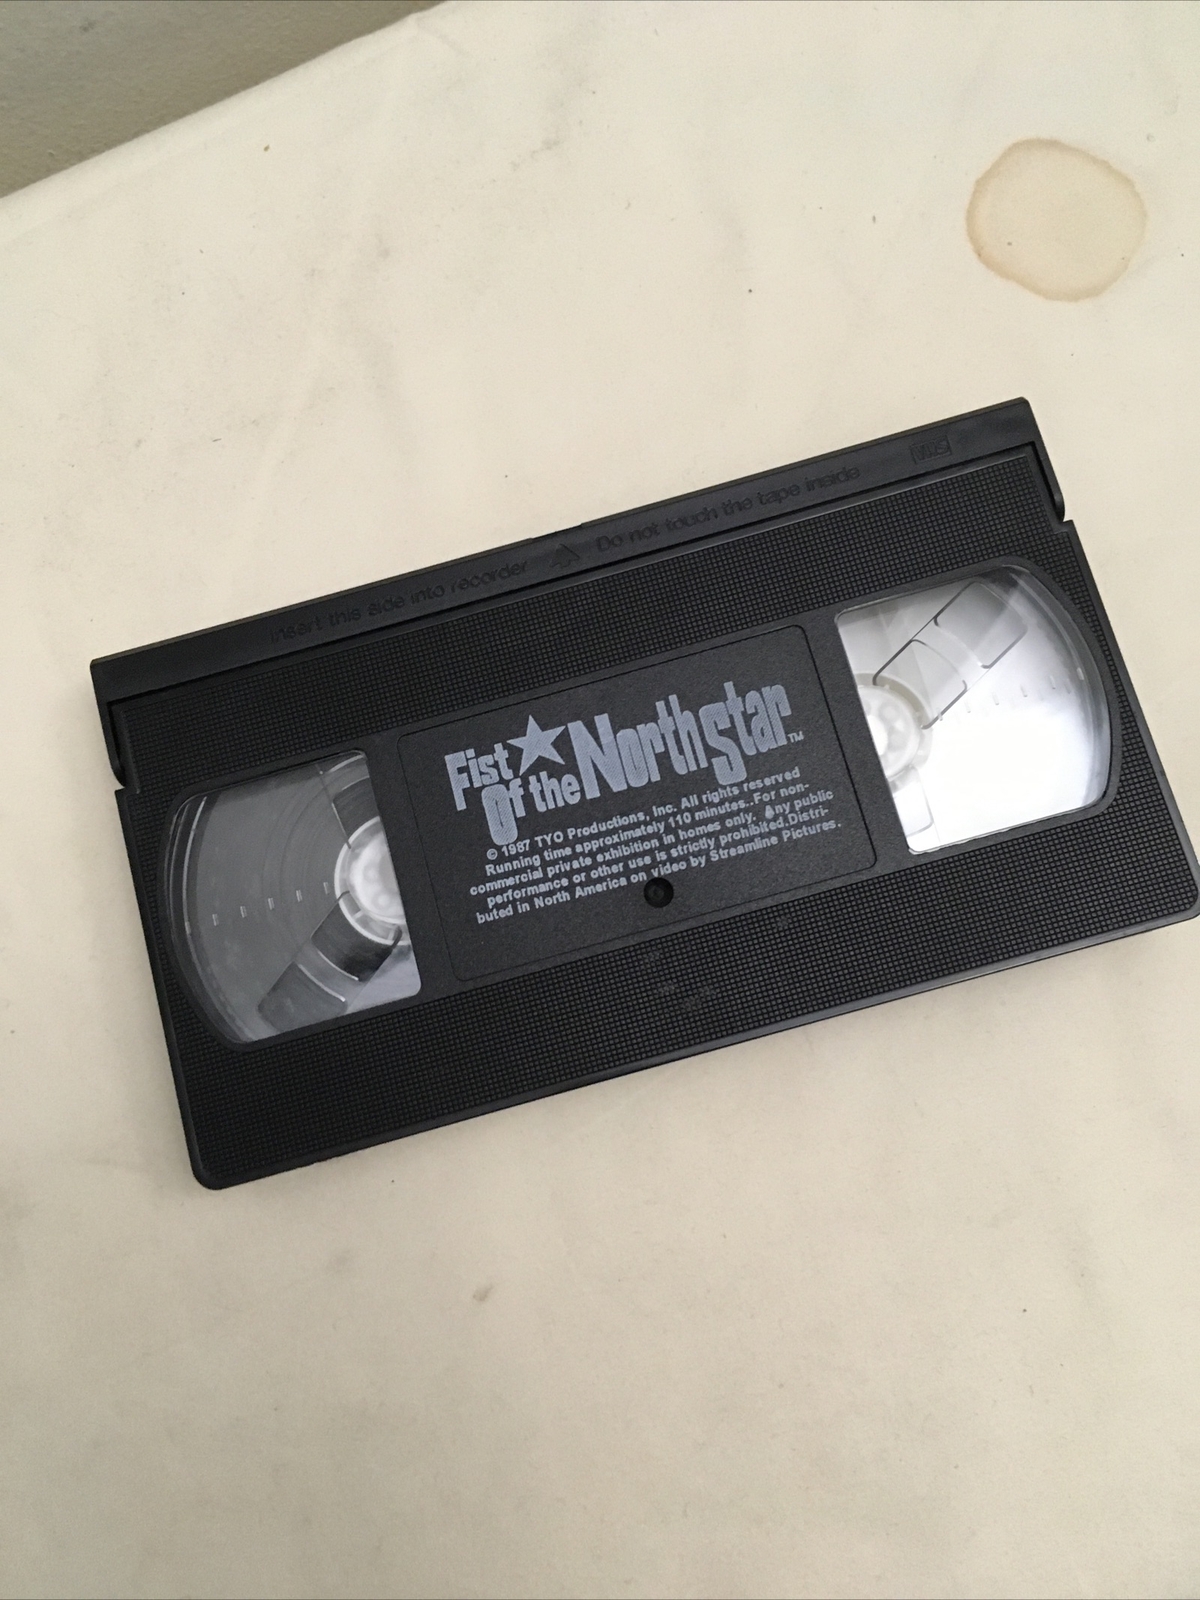 VHS
Insert this side into recorder Do not touch the tape inside
Fist
Of the North Star™
© 1987 TYO Productions, Inc. All rights reserved
Running time approximately 110 minutes..For non-
commercial private exhibition in homes only. Any public
performance or other use is strictly prohibited.Distri-
buted in North America on video by Streamline Pictures.